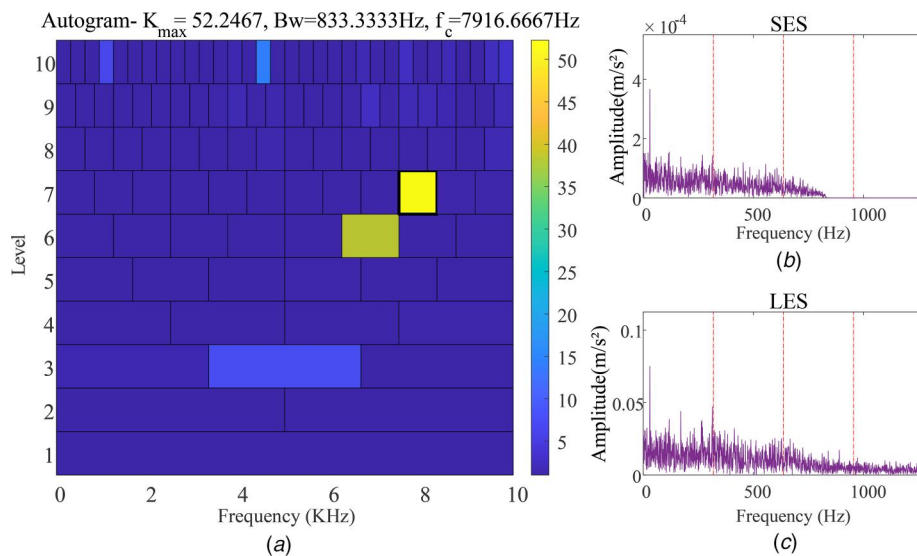 Autogram- K_max = 52.2467, Bw=833.3333Hz, f_c=7916.6667Hz
10
9
8
7
6
5
4
3
2
1
Level
0 2 4 6 8 10
Frequency (KHz)
(a)
50
45
40
35
30
25
20
15
10
5
× 10⁻⁴
SES
5
4
2
0
Amplitude(m/s²)
0 500 1000
Frequency (Hz)
(b)
LES
0.1
0.05
0
Amplitude(m/s²)
0 500 1000
Frequency (Hz)
(c)